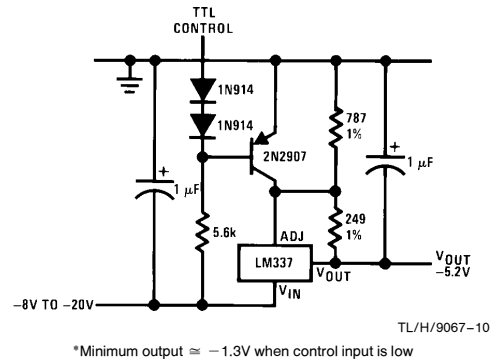 TTL
CONTROL
1N914
1N914
787
1%
2N2907
1 µF
1 µF
5.6k
249
1%
ADJ
LM337
VOUT
VIN
VOUT
−5.2V
−8V TO −20V
TL/H/9067–10
*Minimum output ≅ −1.3V when control input is low